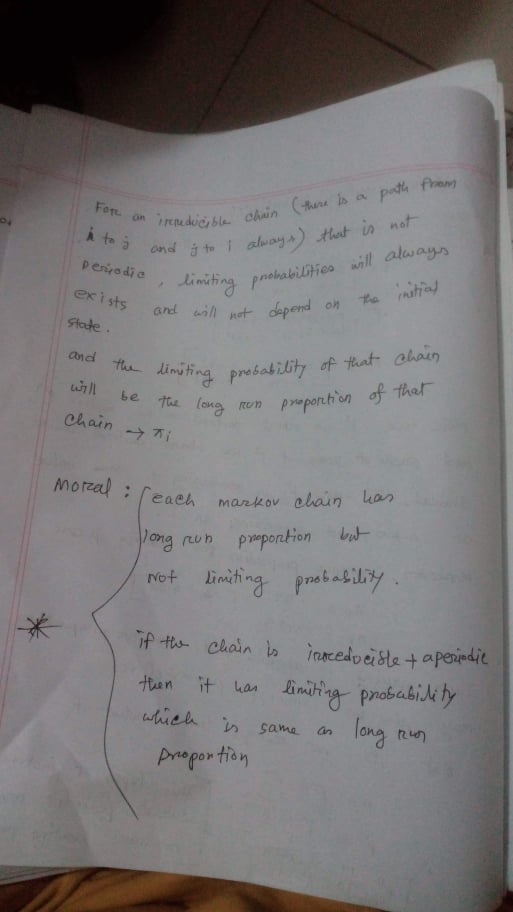 For an irreducible chain (there is a path from
i to j and j to i always) that is not
periodic, limiting probabilities will always
exists and will not depend on the initial
state.
and the limiting probability of that chain
will be the long run proportion of that
chain → πi
Moral : each markov chain has
long run proportion but
not limiting probability.
if the chain is irreducible + aperiodic
then it has limiting probability
which is same as long run
proportion